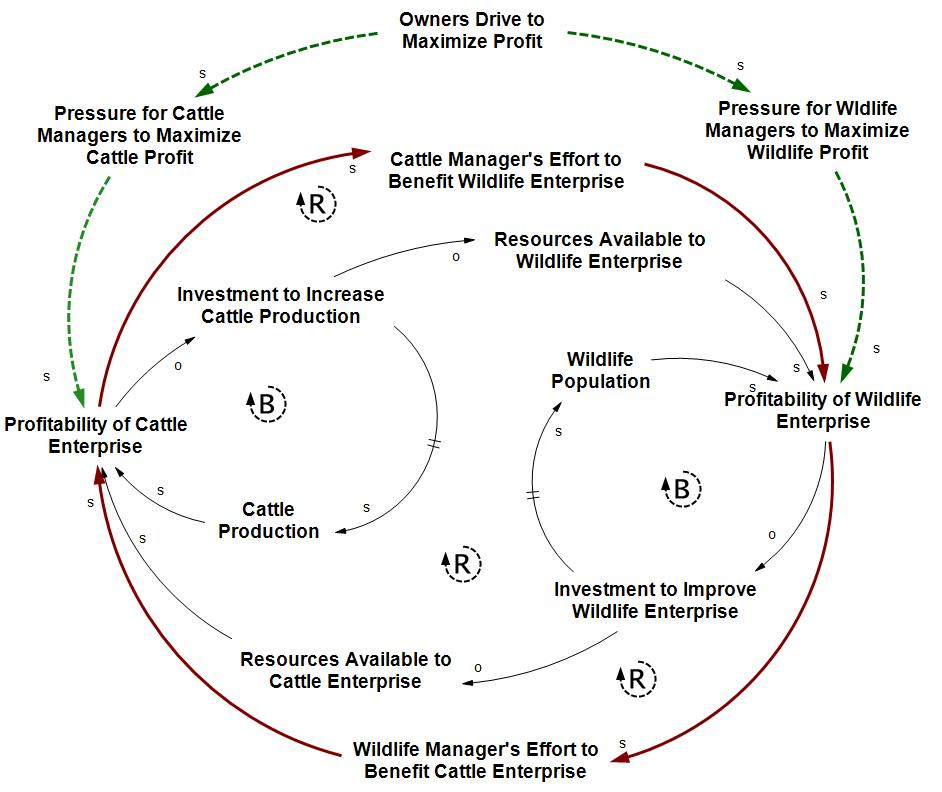 Owners Drive to
Maximize Profit
s
s
Pressure for Cattle
Managers to Maximize
Cattle Profit
Pressure for WIdlife
Managers to Maximize
Wildlife Profit
Cattle Manager's Effort to
Benefit Wildlife Enterprise
s
R
Resources Available to
Wildlife Enterprise
o
Investment to Increase
Cattle Production
s
s
o
Wildlife
Population
s
s
s
B
Profitability of Wildlife
Enterprise
Profitability of Cattle
Enterprise
s
B
s
s
s
Cattle
Production
o
s
R
Investment to Improve
Wildlife Enterprise
Resources Available to
Cattle Enterprise
o
R
s
Wildlife Manager's Effort to
Benefit Cattle Enterprise